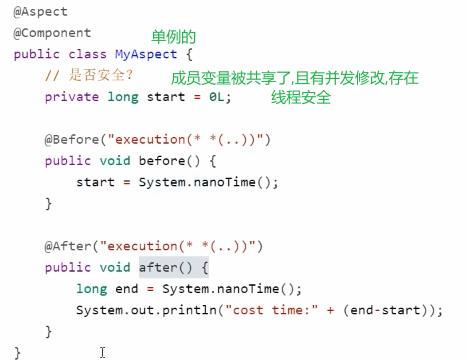 @Aspect
@Component 单例的
public class MyAspect {
// 是否安全? 成员变量被共享了,且有并发修改,存在
private long start = 0L; 线程安全
@Before("execution(* *(..))")
public void before() {
start = System.nanoTime();
}
@After("execution(* *(..))")
public void after() {
long end = System.nanoTime();
System.out.println("cost time:" + (end-start));
}
}